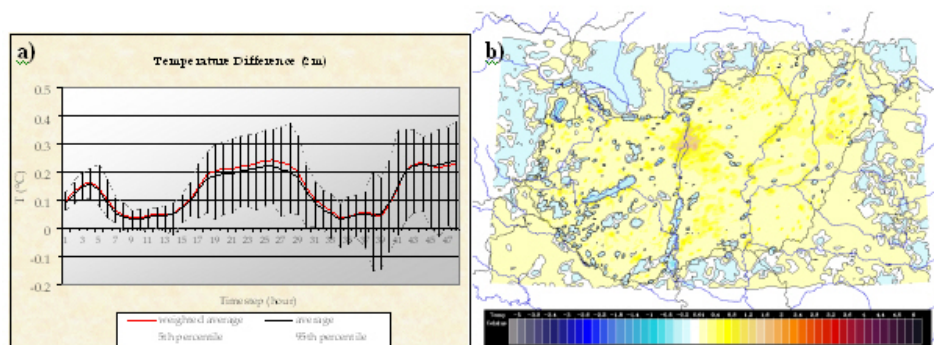 a)
Temperature Difference (2m)
0.5
0.4
0.3
0.2
0.1
0
-0.1
-0.2
T (°C)
1 3 5 7 9 11 13 15 17 19 21 23 25 27 29 31 33 35 37 39 41 43 45 47
Timestep (hour)
weighted average
average
5th percentile
95th percentile
b)
Temp
Celsius